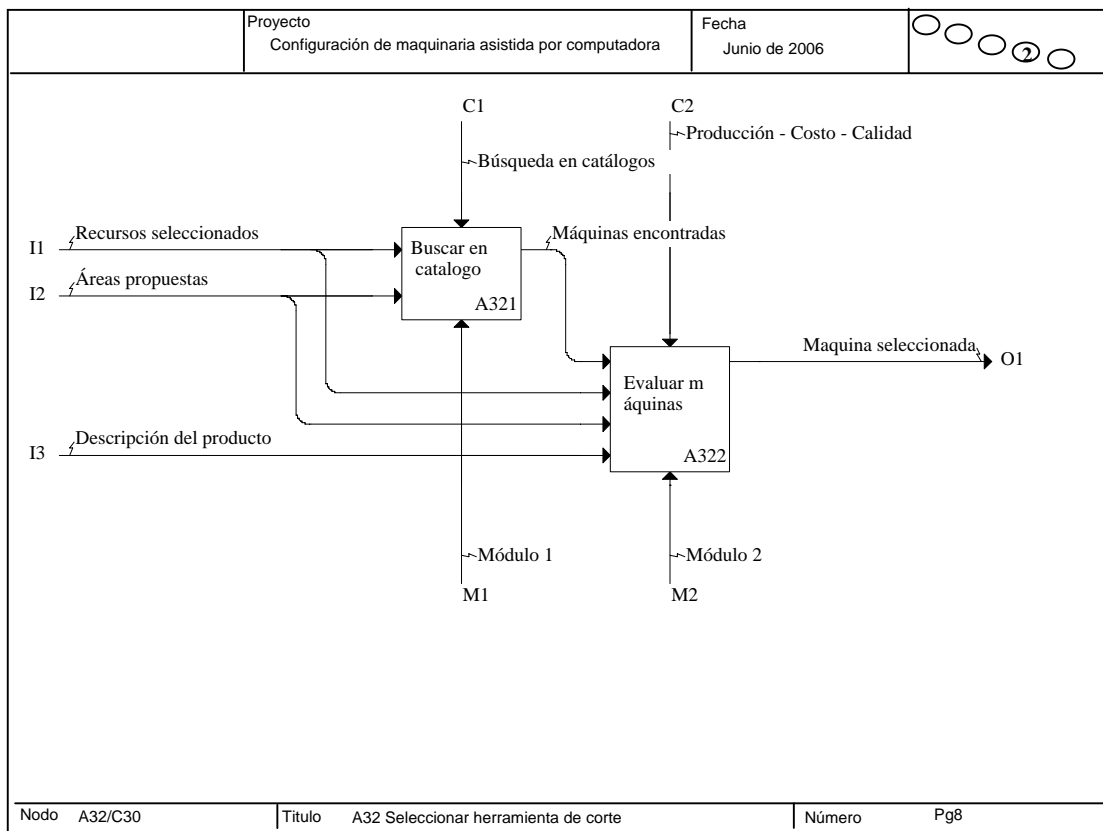 Proyecto
Configuración de maquinaria asistida por computadora
Fecha
Junio de 2006
2
C1
C2
Producción - Costo - Calidad
Búsqueda en catálogos
I1
Recursos seleccionados
Buscar en
catalogo
A321
Máquinas encontradas
I2
Áreas propuestas
Maquina seleccionada
O1
Evaluar m
áquinas
A322
I3
Descripción del producto
Módulo 1
Módulo 2
M1
M2
Nodo A32/C30
Titulo A32 Seleccionar herramienta de corte
Número Pg8